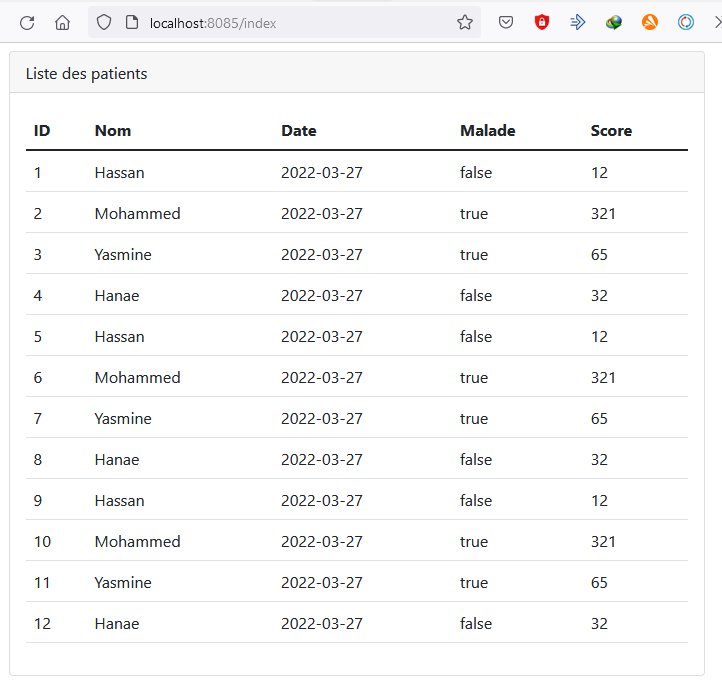 localhost:8085/index
Liste des patients
ID Nom Date Malade Score
1 Hassan 2022-03-27 false 12
2 Mohammed 2022-03-27 true 321
3 Yasmine 2022-03-27 true 65
4 Hanae 2022-03-27 false 32
5 Hassan 2022-03-27 false 12
6 Mohammed 2022-03-27 true 321
7 Yasmine 2022-03-27 true 65
8 Hanae 2022-03-27 false 32
9 Hassan 2022-03-27 false 12
10 Mohammed 2022-03-27 true 321
11 Yasmine 2022-03-27 true 65
12 Hanae 2022-03-27 false 32